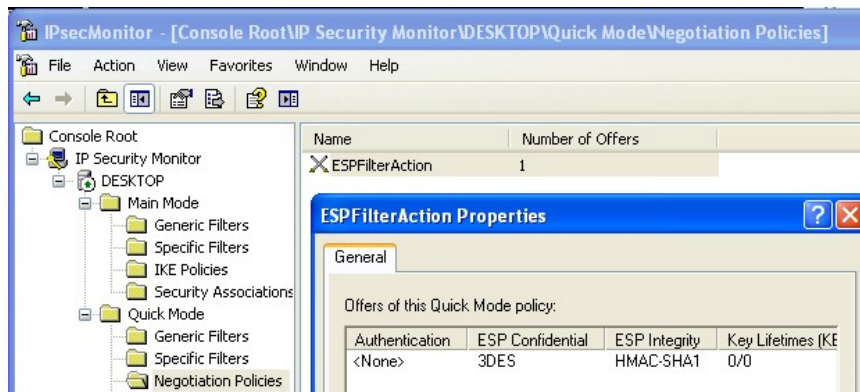 IPsecMonitor - [Console Root\IP Security Monitor\DESKTOP\Quick Mode\Negotiation Policies]
File Action View Favorites Window Help
Console Root
IP Security Monitor
DESKTOP
Main Mode
Generic Filters
Specific Filters
IKE Policies
Security Associations
Quick Mode
Generic Filters
Specific Filters
Negotiation Policies
Name Number of Offers
ESPFilterAction 1
ESPFilterAction Properties
General
Offers of this Quick Mode policy:
Authentication ESP Confidential ESP Integrity Key Lifetimes (KE
<None> 3DES HMAC-SHA1 0/0